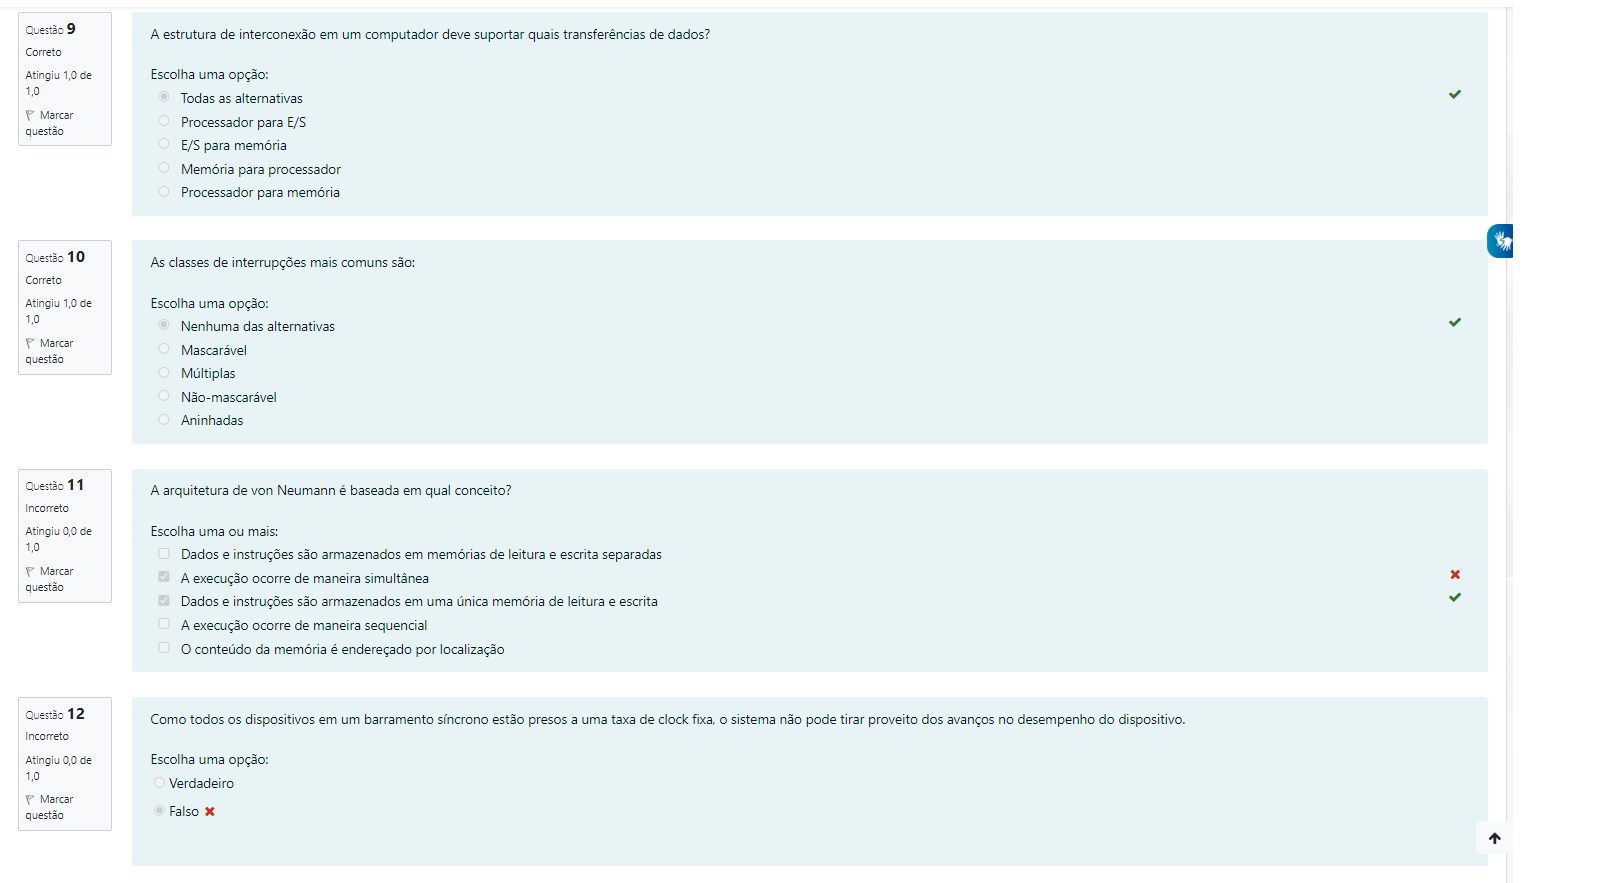 Questão 9
Correto
Atingiu 1,0 de
1,0
Marcar
questão
A estrutura de interconexão em um computador deve suportar quais transferências de dados?
Escolha uma opção:
Todas as alternativas
Processador para E/S
E/S para memória
Memória para processador
Processador para memória
Questão 10
Correto
Atingiu 1,0 de
1,0
Marcar
questão
As classes de interrupções mais comuns são:
Escolha uma opção:
Nenhuma das alternativas
Mascarável
Múltiplas
Não-mascarável
Aninhadas
Questão 11
Incorreto
Atingiu 0,0 de
1,0
Marcar
questão
A arquitetura de von Neumann é baseada em qual conceito?
Escolha uma ou mais:
Dados e instruções são armazenados em memórias de leitura e escrita separadas
A execução ocorre de maneira simultânea
Dados e instruções são armazenados em uma única memória de leitura e escrita
A execução ocorre de maneira sequencial
O conteúdo da memória é endereçado por localização
Questão 12
Incorreto
Atingiu 0,0 de
1,0
Marcar
questão
Como todos os dispositivos em um barramento síncrono estão presos a uma taxa de clock fixa, o sistema não pode tirar proveito dos avanços no desempenho do dispositivo.
Escolha uma opção:
Verdadeiro
Falso